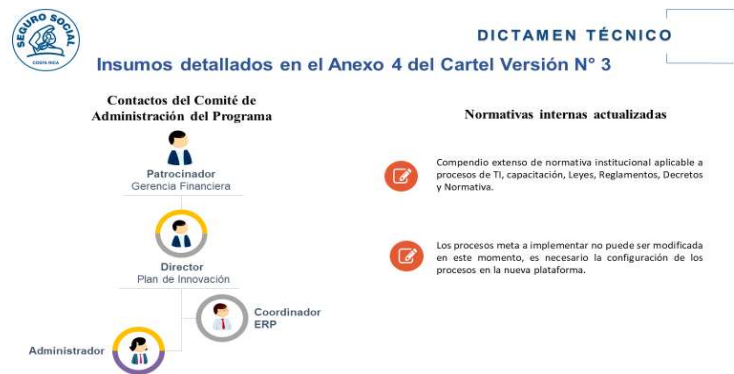 SEGURO SOCIAL
COSTA RICA
DICTAMEN TÉCNICO
Insumos detallados en el Anexo 4 del Cartel Versión N° 3
Contactos del Comité de
Administración del Programa
Patrocinador
Gerencia Financiera
Director
Plan de Innovación
Coordinador
ERP
Administrador
Normativas internas actualizadas
Compendio extenso de normativa institucional aplicable a
procesos de TI, capacitación, Leyes, Reglamentos, Decretos
y Normativa.
Los procesos meta a implementar no puede ser modificada
en este momento, es necesario la configuración de los
procesos en la nueva plataforma.